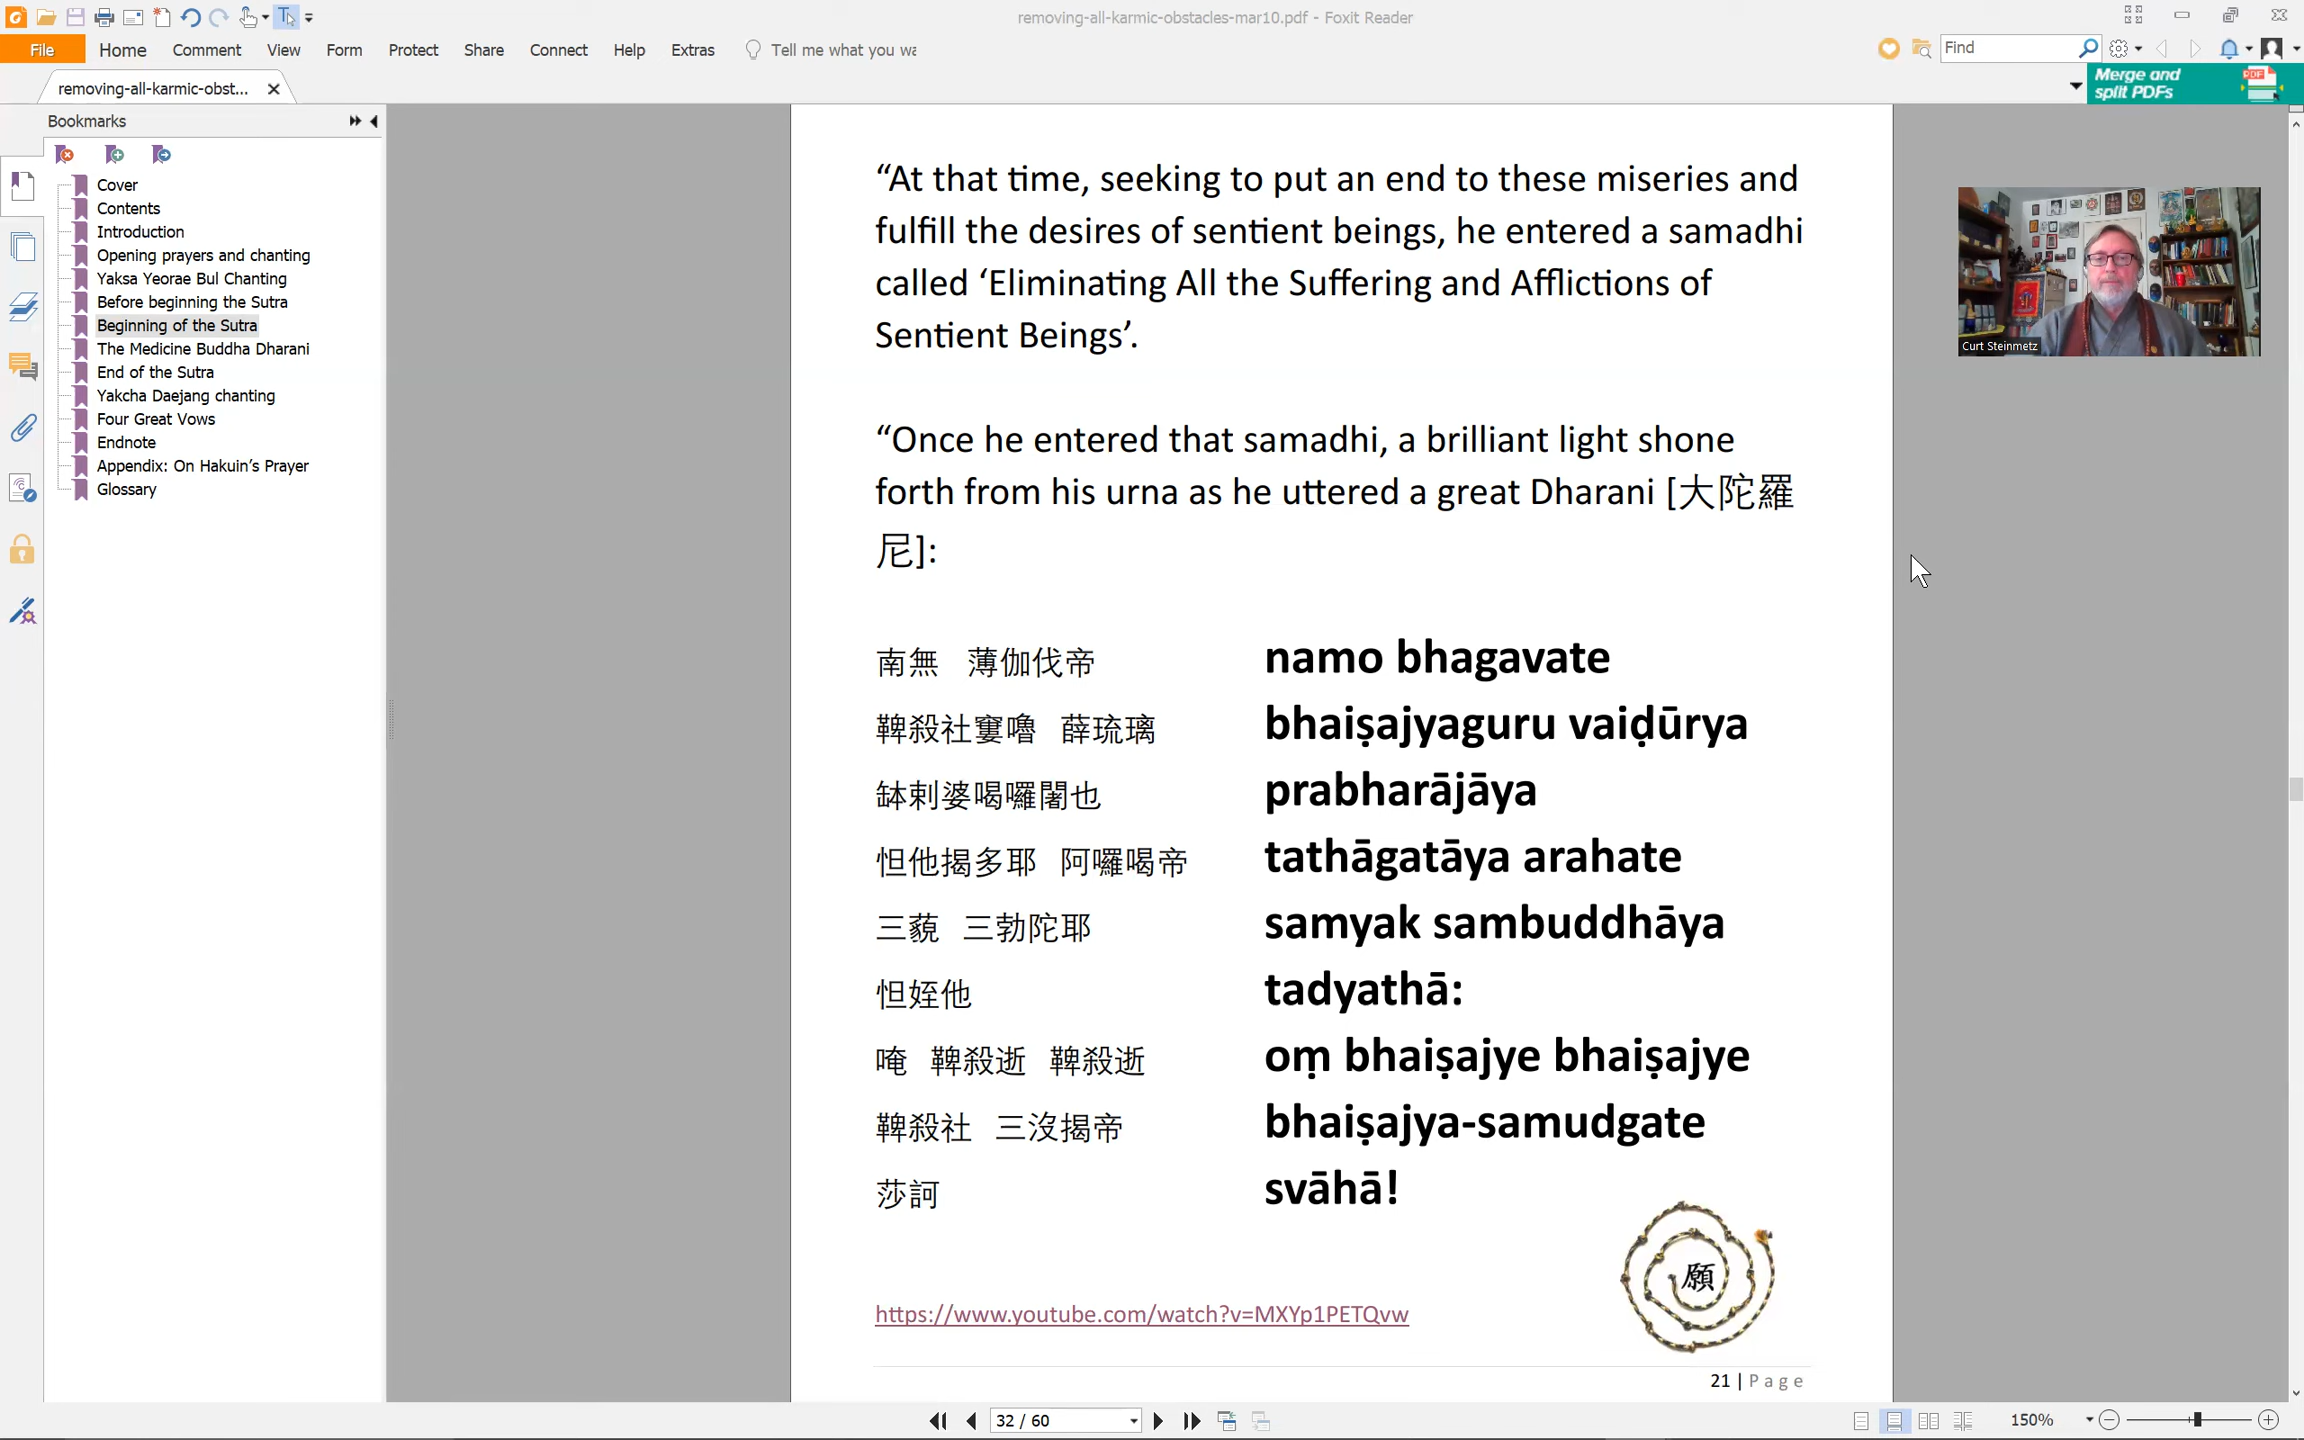 removing-all-karmic-obstacles-mar10.pdf - Foxit Reader
File Home Comment View Form Protect Share Connect Help Extras Tell me what you wa
Find
removing-all-karmic-obst...
Merge and
split PDFs
PDF
Bookmarks
Cover
Contents
Introduction
Opening prayers and chanting
Yaksa Yeorae Bul Chanting
Before beginning the Sutra
Beginning of the Sutra
The Medicine Buddha Dharani
End of the Sutra
Yakcha Daejang chanting
Four Great Vows
Endnote
Appendix: On Hakuin’s Prayer
Glossary
“At that time, seeking to put an end to these miseries and
fulfill the desires of sentient beings, he entered a samadhi
called ‘Eliminating All the Suffering and Afflictions of
Sentient Beings’.
“Once he entered that samadhi, a brilliant light shone
forth from his urna as he uttered a great Dharani [大陀羅
尼]:
南無 薄伽伐帝 namo bhagavate
鞞殺社窶嚕 薜琉璃 bhaiṣajyaguru vaiḍūrya
缽剌婆喝囉闍也 prabharājāya
怛他揭多耶 阿囉喝帝 tathāgatāya arahate
三藐 三勃陀耶 samyak sambuddhāya
怛姪他 tadyathā:
唵 鞞殺逝 鞞殺逝 oṃ bhaiṣajye bhaiṣajye
鞞殺社 三沒揭帝 bhaiṣajya-samudgate
莎訶 svāhā!
願
https://www.youtube.com/watch?v=MXYp1PETQvw
21 | Page
Curt Steinmetz
32 / 60
150%